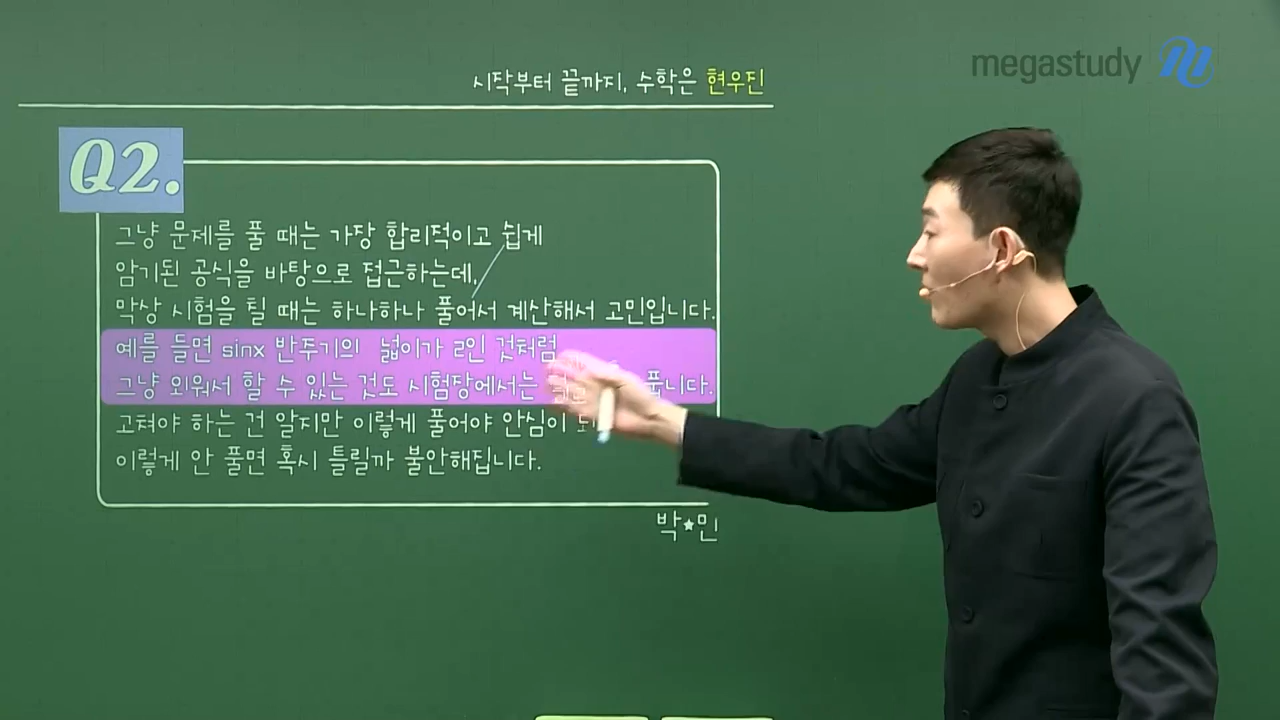 megastudy
시작부터 끝까지, 수학은 현우진
Q2.
그냥 문제를 풀 때는 가장 합리적이고 쉽게
암기된 공식을 바탕으로 접근하는데,
막상 시험을 칠 때는 하나하나 풀어서 계산해서 고민입니다.
예를 들면 sinx 반주기의 넓이가 2인 것처럼
그냥 외워서 할 수 있는 것도 시험장에서는 풉니다.
고쳐야 하는 건 알지만 이렇게 풀어야 안심이
이렇게 안 풀면 혹시 틀릴까 불안해집니다.
박★민